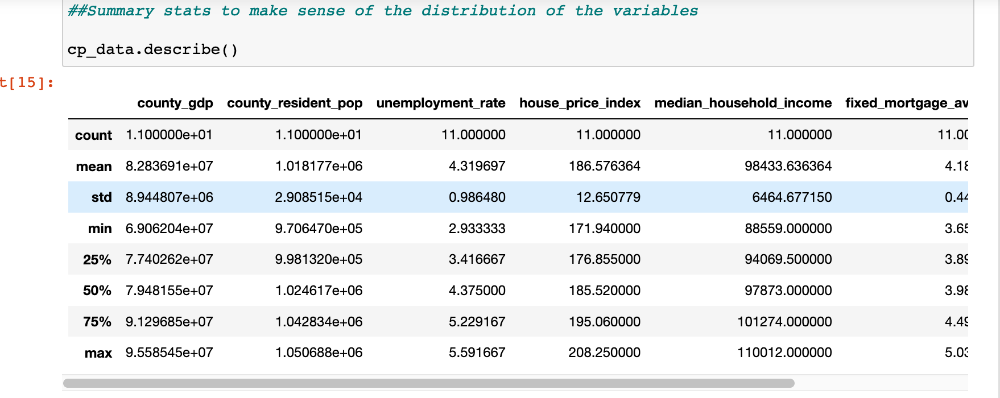 ##Summary stats to make sense of the distribution of the variables
cp_data.describe()
t[15]:
county_gdp county_resident_pop unemployment_rate house_price_index median_household_income fixed_mortgage_av
count 1.100000e+01 1.100000e+01 11.000000 11.000000 11.000000 11.00
mean 8.283691e+07 1.018177e+06 4.319697 186.576364 98433.636364 4.18
std 8.944807e+06 2.908515e+04 0.986480 12.650779 6464.677150 0.44
min 6.906204e+07 9.706470e+05 2.933333 171.940000 88559.000000 3.65
25% 7.740262e+07 9.981320e+05 3.416667 176.855000 94069.500000 3.89
50% 7.948155e+07 1.024617e+06 4.375000 185.520000 97873.000000 3.98
75% 9.129685e+07 1.042834e+06 5.229167 195.060000 101274.000000 4.49
max 9.558545e+07 1.050688e+06 5.591667 208.250000 110012.000000 5.03